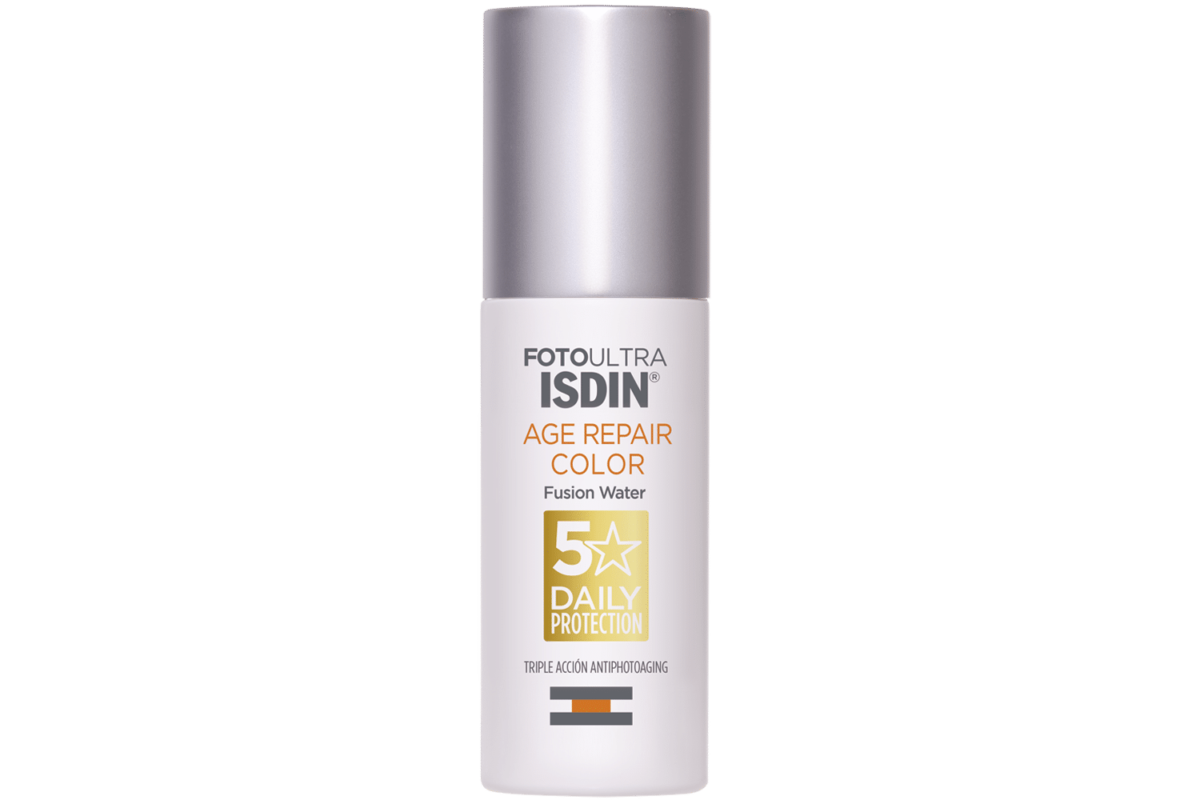 FOTOULTRA
ISDIN®
AGE REPAIR
COLOR
Fusion Water
5
DAILY
PROTECTION
TRIPLE ACCIÓN ANTIPHOTOAGING